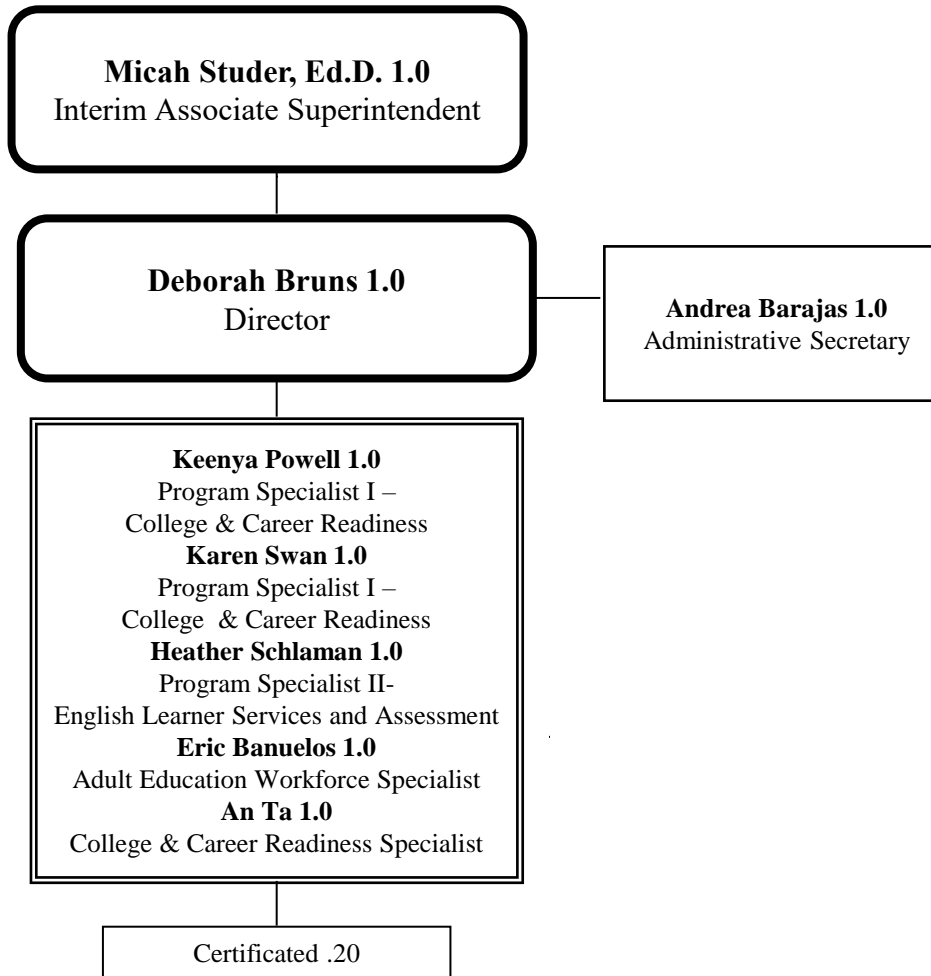 Micah Studer, Ed.D. 1.0
Interim Associate Superintendent
Deborah Bruns 1.0
Director
Andrea Barajas 1.0
Administrative Secretary
Keenya Powell 1.0
Program Specialist I –
College & Career Readiness
Karen Swan 1.0
Program Specialist I –
College & Career Readiness
Heather Schlaman 1.0
Program Specialist II-
English Learner Services and Assessment
Eric Banuelos 1.0
Adult Education Workforce Specialist
An Ta 1.0
College & Career Readiness Specialist
Certificated .20